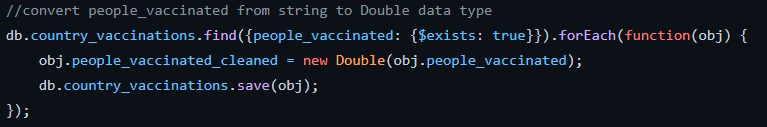 //convert people_vaccinated from string to Double data type
db.country_vaccinations.find({people_vaccinated: {$exists: true}}).forEach(function(obj) {
    obj.people_vaccinated_cleaned = new Double(obj.people_vaccinated);
    db.country_vaccinations.save(obj);
});